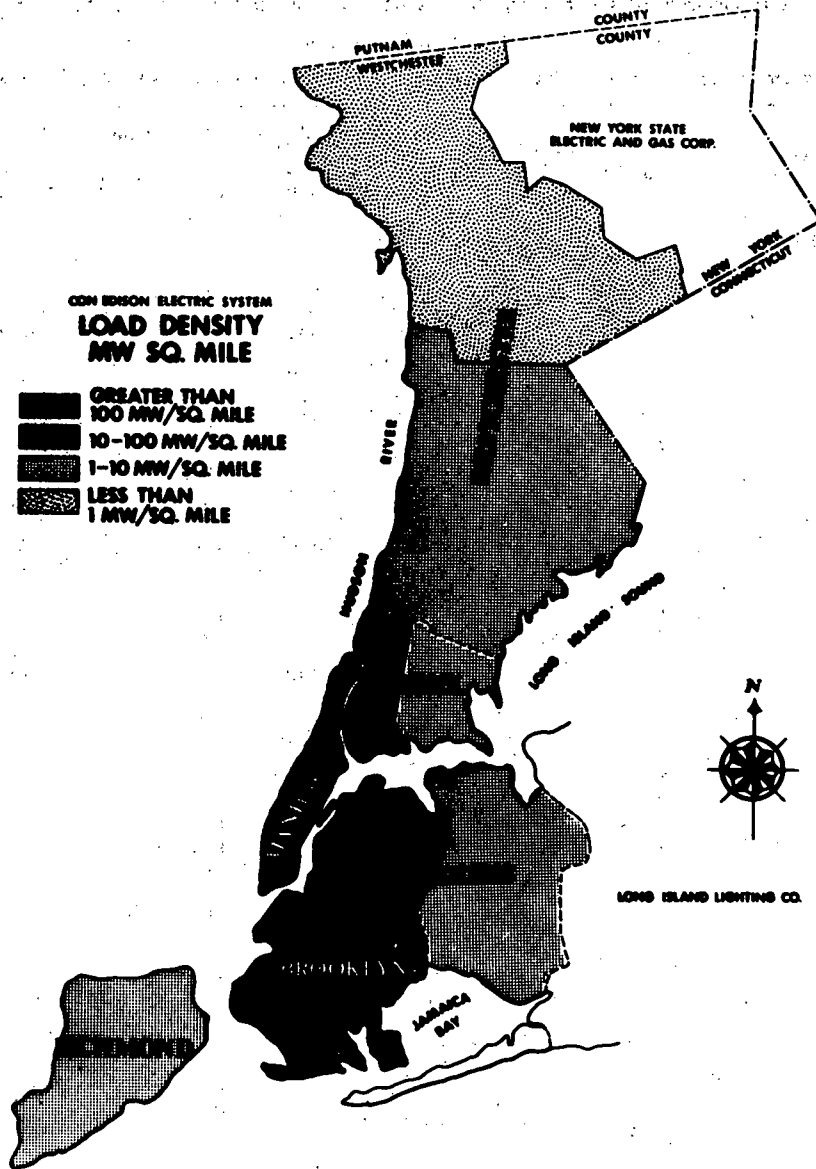 COUNTY
COUNTY
PUTNAM
WESTCHESTER
NEW YORK STATE
ELECTRIC AND GAS CORP.
NEW YORK
CONNECTICUT
CON EDISON ELECTRIC SYSTEM
LOAD DENSITY
MW SQ. MILE
GREATER THAN
100 MW/SQ. MILE
10-100 MW/SQ. MILE
1-10 MW/SQ. MILE
LESS THAN
1 MW/SQ. MILE
HUDSON RIVER
LONG ISLAND SOUND
N
LONG ISLAND LIGHTING CO.
BROOKLYN
JAMAICA
BAY
RICHMOND